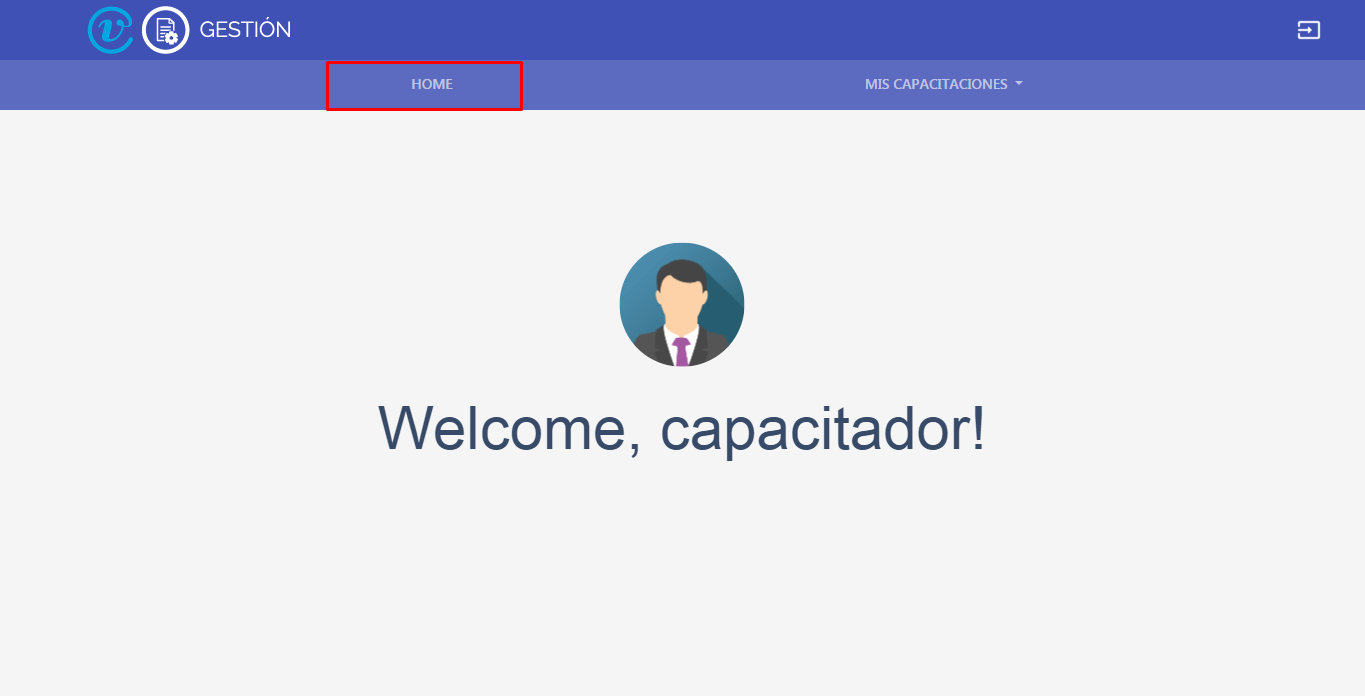 GESTIÓN
HOME
MIS CAPACITACIONES
Welcome, capacitador!